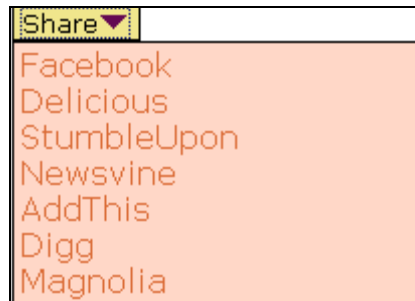 Share
Facebook
Delicious
StumbleUpon
Newsvine
AddThis
Digg
Magnolia